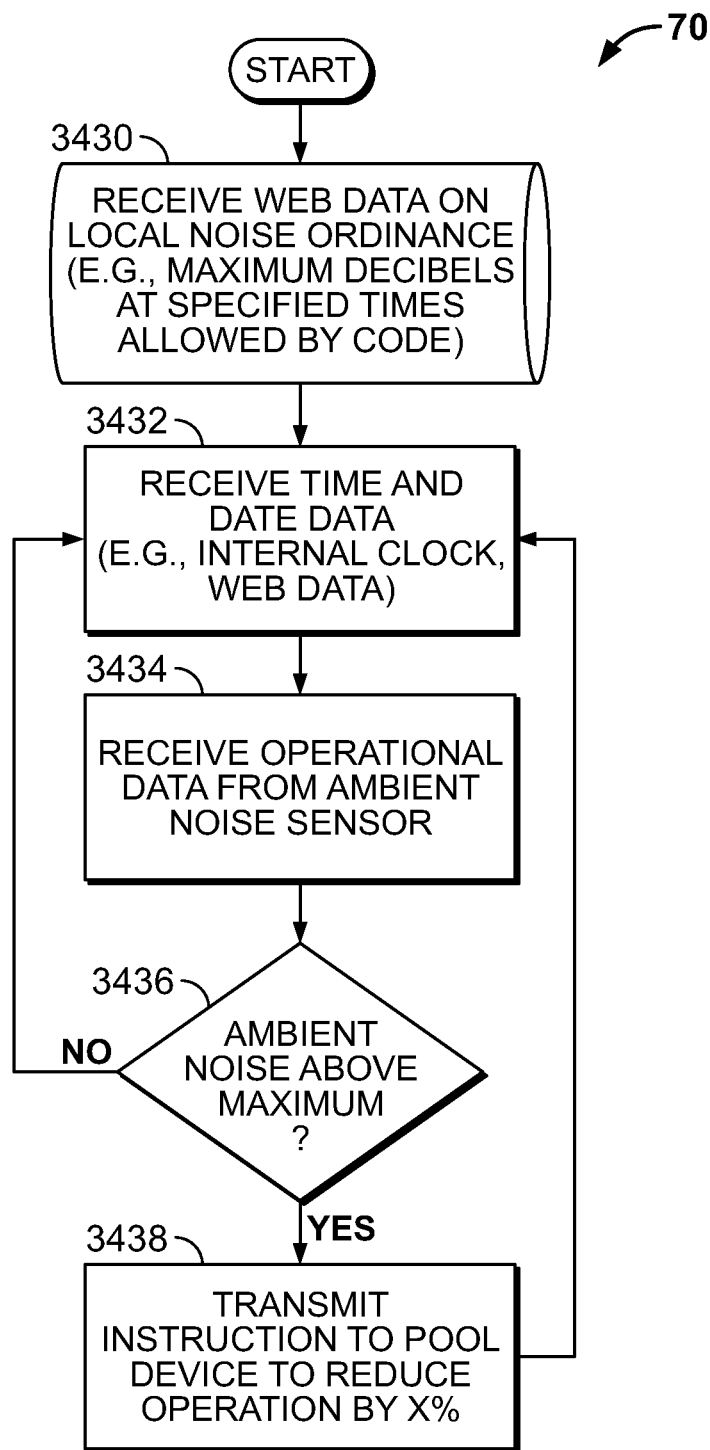 70
START
3430
RECEIVE WEB DATA ON
LOCAL NOISE ORDINANCE
(E.G., MAXIMUM DECIBELS
AT SPECIFIED TIMES
ALLOWED BY CODE)
3432
RECEIVE TIME AND
DATE DATA
(E.G., INTERNAL CLOCK,
WEB DATA)
3434
RECEIVE OPERATIONAL
DATA FROM AMBIENT
NOISE SENSOR
3436
AMBIENT
NOISE ABOVE
MAXIMUM
?
NO
YES
3438
TRANSMIT
INSTRUCTION TO POOL
DEVICE TO REDUCE
OPERATION BY X%